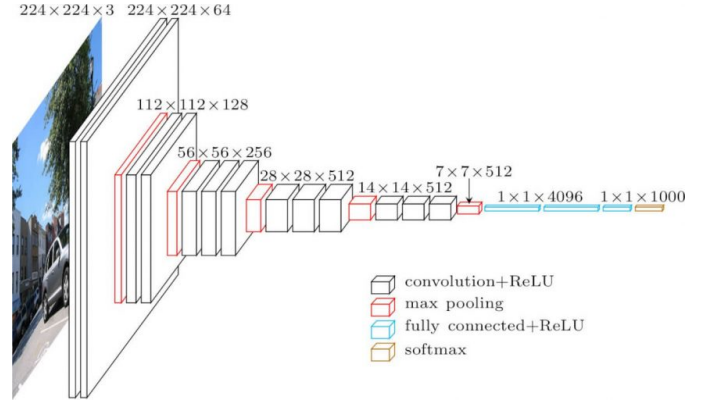 224×224×3
224×224×64
112×112×128
56×56×256
28×28×512
14×14×512
7×7×512
1×1×4096
1×1×1000
convolution+ReLU
max pooling
fully connected+ReLU
softmax